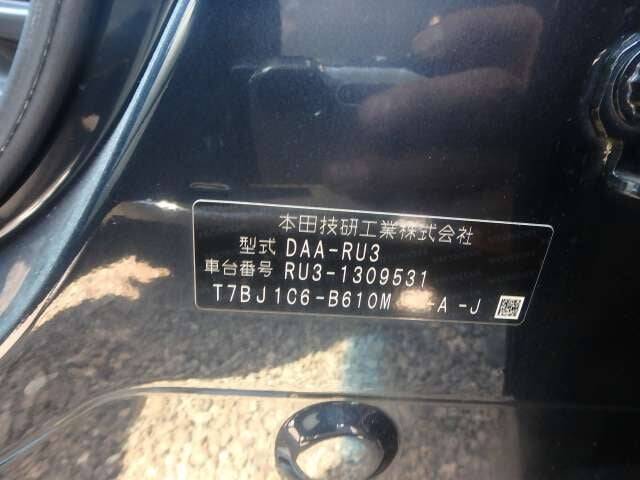 本田技研工業株式会社
型式 DAA-RU3
車台番号 RU3-1309531
T7BJ1C6-B610M -A -J